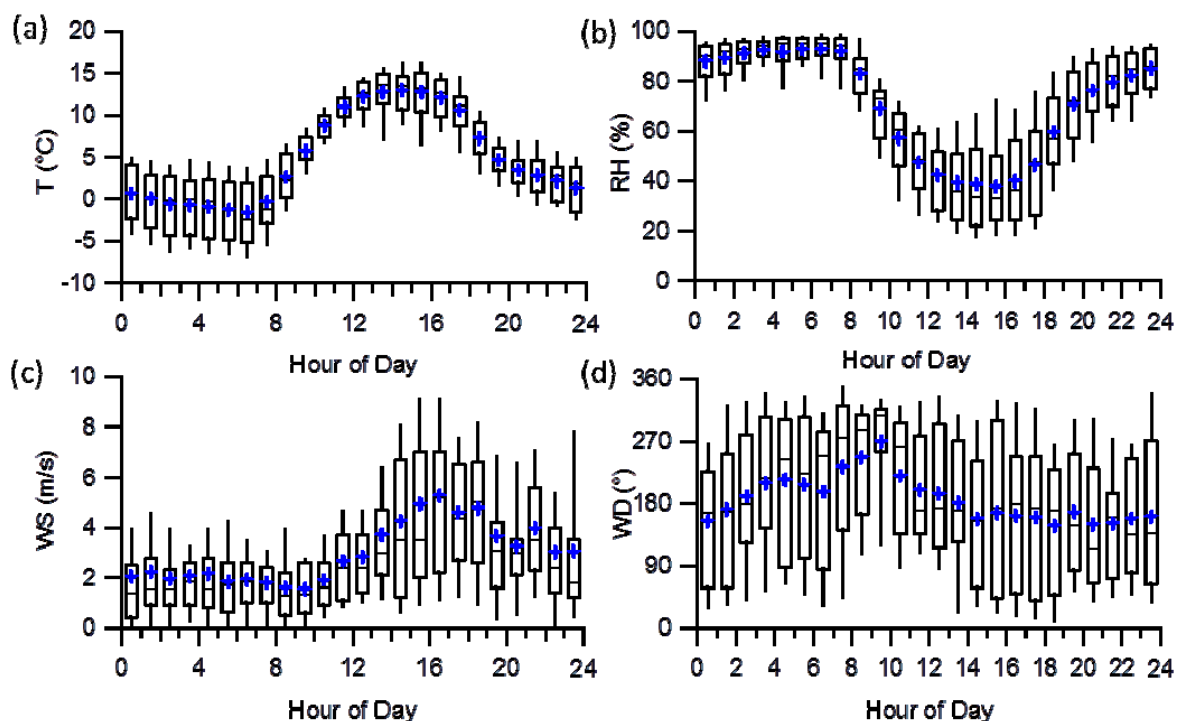 (a)
20
15
10
5
0
-5
-10
T (°C)
0 4 8 12 16 20 24
Hour of Day
(b)
100
80
60
40
20
0
RH (%)
0 2 4 6 8 10 12 14 16 18 20 22 24
Hour of Day
(c)
10
8
6
4
2
0
WS (m/s)
0 4 8 12 16 20 24
Hour of Day
(d)
360
270
180
90
0
WD (°)
0 2 4 6 8 10 12 14 16 18 20 22 24
Hour of Day